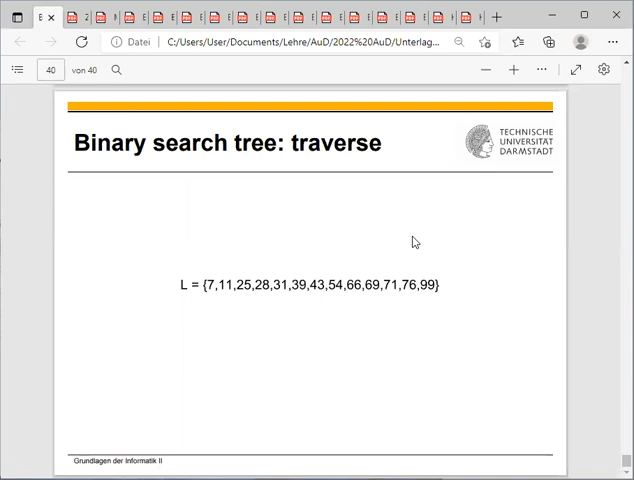 Datei
C:/Users/User/Documents/Lehre/AuD/2022%20AuD/Unterlag...
40
von 40
Binary search tree: traverse
TECHNISCHE
UNIVERSITÄT
DARMSTADT
L = {7,11,25,28,31,39,43,54,66,69,71,76,99}
Grundlagen der Informatik II